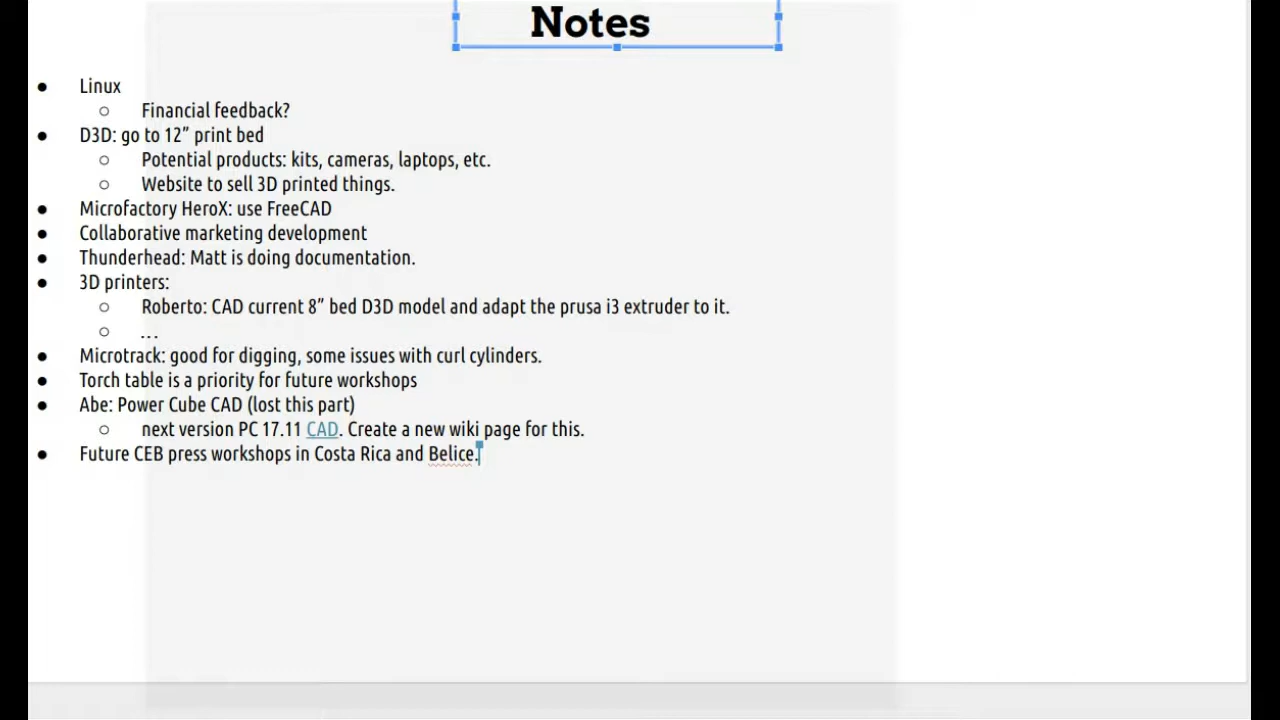 Notes
● Linux
○ Financial feedback?
● D3D: go to 12” print bed
○ Potential products: kits, cameras, laptops, etc.
○ Website to sell 3D printed things.
● Microfactory HeroX: use FreeCAD
● Collaborative marketing development
● Thunderhead: Matt is doing documentation.
● 3D printers:
○ Roberto: CAD current 8” bed D3D model and adapt the prusa i3 extruder to it.
○ ...
● Microtrack: good for digging, some issues with curl cylinders.
● Torch table is a priority for future workshops
● Abe: Power Cube CAD (lost this part)
○ next version PC 17.11 CAD. Create a new wiki page for this.
● Future CEB press workshops in Costa Rica and Belice.